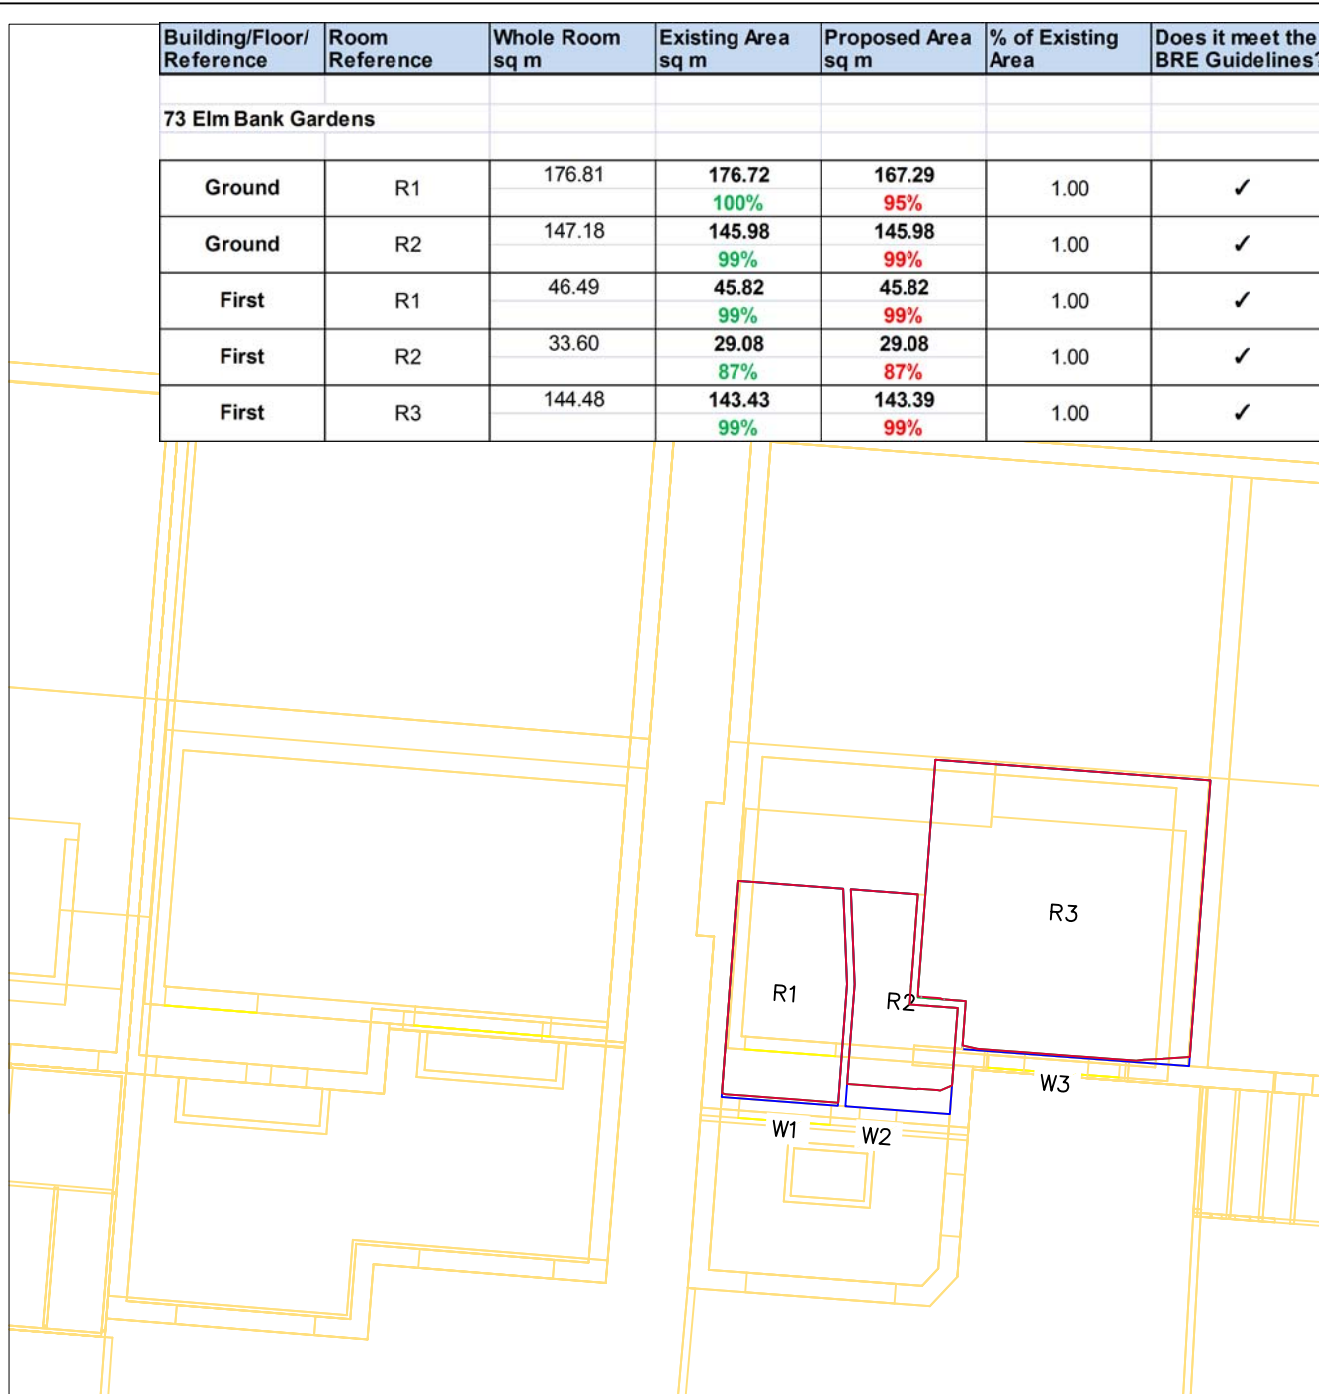 Building/Floor/ Room Whole Room Existing Area Proposed Area % of Existing Does it meet the
Reference Reference sq m sq m sq m Area BRE Guidelines?
73 Elm Bank Gardens
Ground R1 176.81 176.72 167.29 1.00 ✓
100% 95%
Ground R2 147.18 145.98 145.98 1.00 ✓
99% 99%
First R1 46.49 45.82 45.82 1.00 ✓
99% 99%
First R2 33.60 29.08 29.08 1.00 ✓
87% 87%
First R3 144.48 143.43 143.39 1.00 ✓
99% 99%
R3
R1 R2
W3
W1 W2